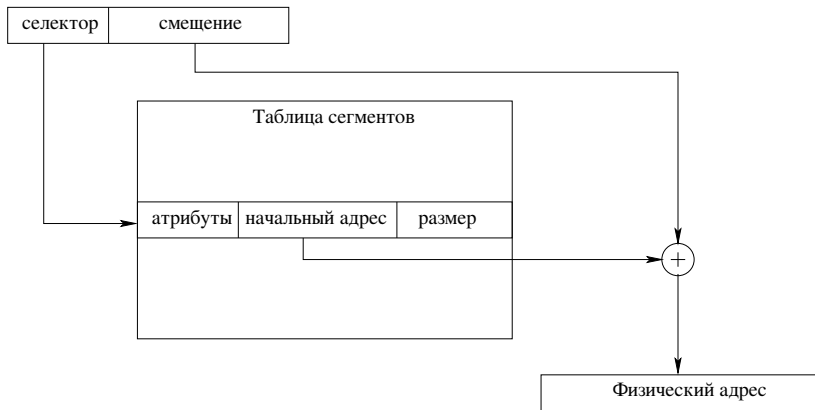 селектор смещение
Таблица сегментов
атрибуты начальный адрес размер
+
Физический адрес